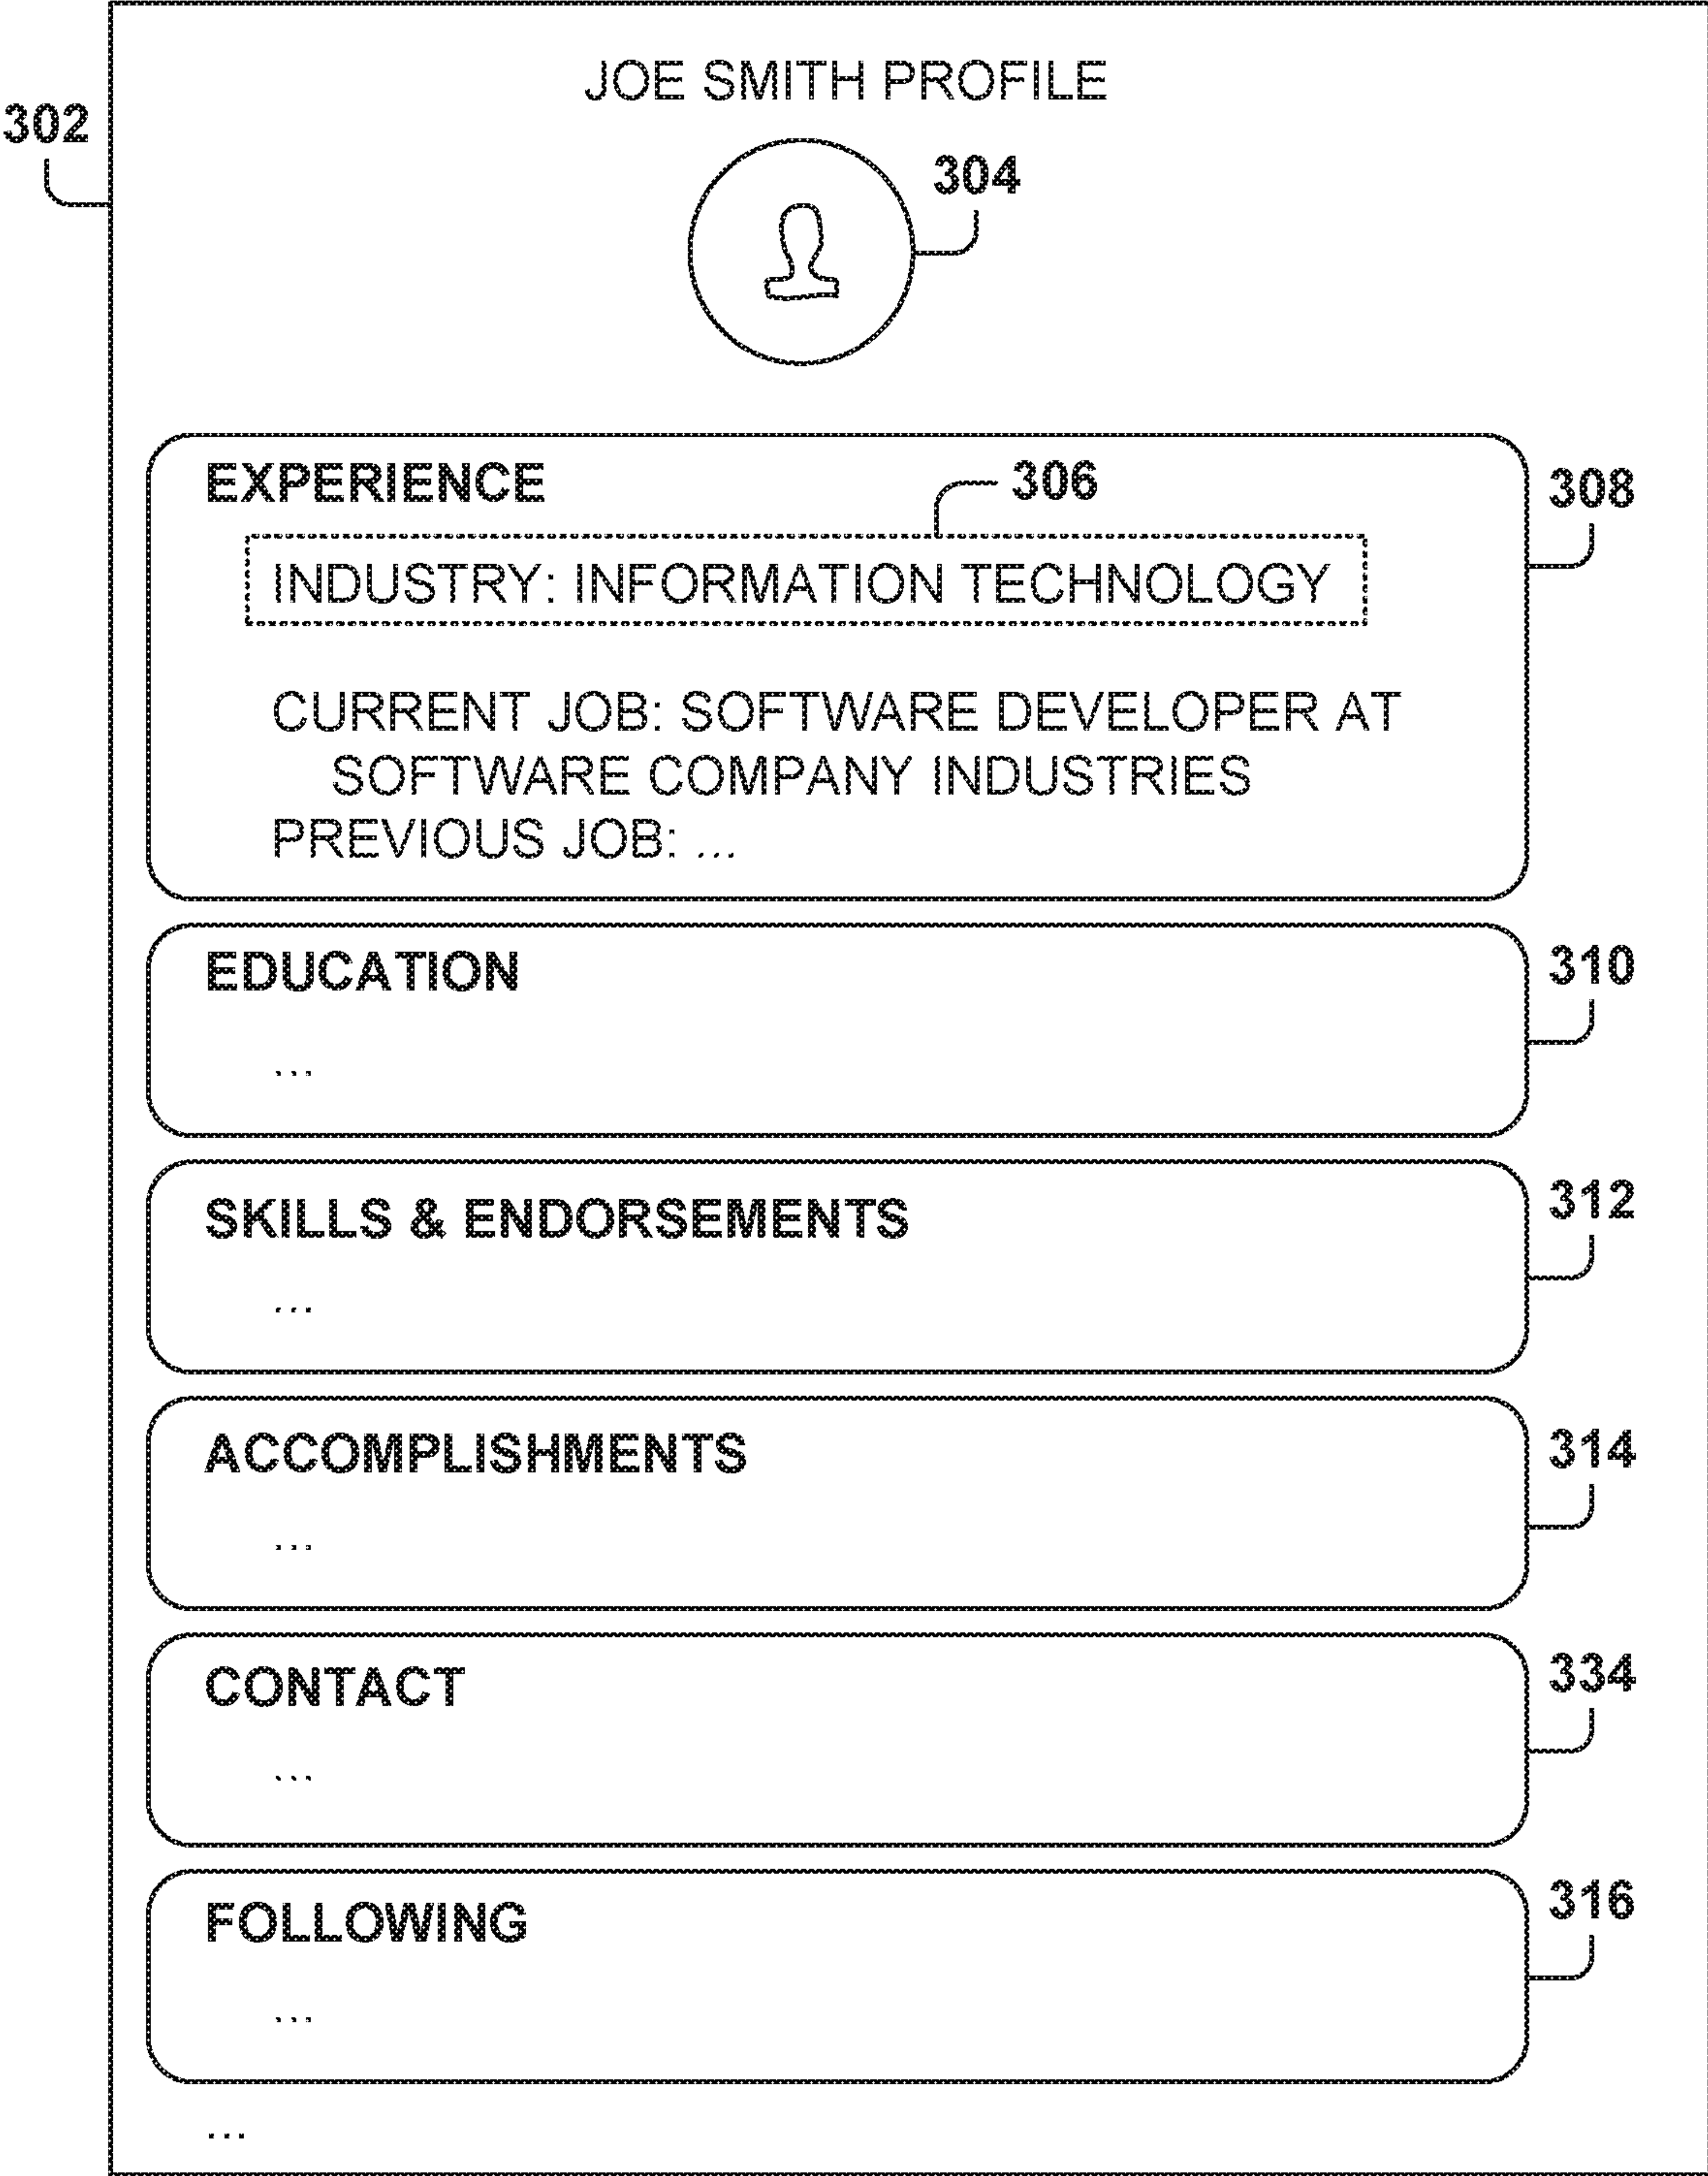 JOE SMITH PROFILE
302
304
EXPERIENCE
306
308
INDUSTRY: INFORMATION TECHNOLOGY
CURRENT JOB: SOFTWARE DEVELOPER AT
SOFTWARE COMPANY INDUSTRIES
PREVIOUS JOB: ...
EDUCATION
310
...
SKILLS & ENDORSEMENTS
312
...
ACCOMPLISHMENTS
314
...
CONTACT
334
...
FOLLOWING
316
...
...